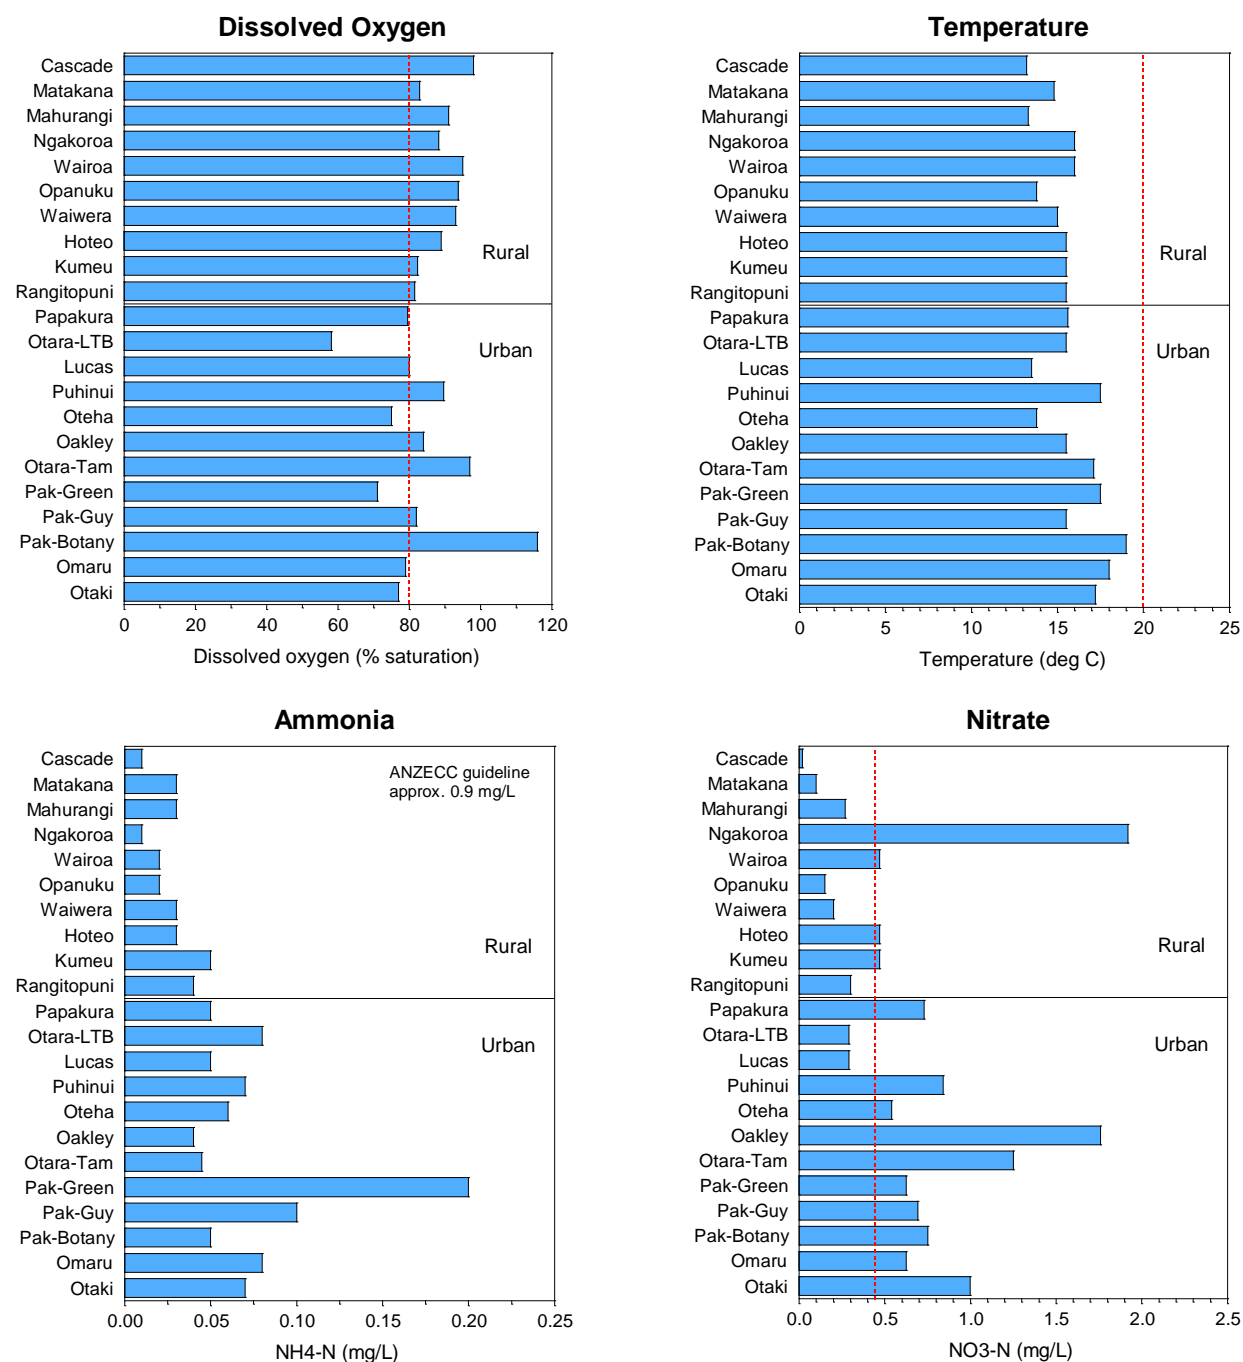 Dissolved Oxygen
Cascade
Matakana
Mahurangi
Ngakoroa
Wairoa
Opanuku
Waiwera
Hoteo
Kumeu
Rangitopuni
Papakura
Otara-LTB
Lucas
Puhinui
Oteha
Oakley
Otara-Tam
Pak-Green
Pak-Guy
Pak-Botany
Omaru
Otaki
Rural
Urban
0 20 40 60 80 100 120
Dissolved oxygen (% saturation)
Temperature
Cascade
Matakana
Mahurangi
Ngakoroa
Wairoa
Opanuku
Waiwera
Hoteo
Kumeu
Rangitopuni
Papakura
Otara-LTB
Lucas
Puhinui
Oteha
Oakley
Otara-Tam
Pak-Green
Pak-Guy
Pak-Botany
Omaru
Otaki
Rural
Urban
0 5 10 15 20 25
Temperature (deg C)
Ammonia
Cascade
Matakana
Mahurangi
Ngakoroa
Wairoa
Opanuku
Waiwera
Hoteo
Kumeu
Rangitopuni
Papakura
Otara-LTB
Lucas
Puhinui
Oteha
Oakley
Otara-Tam
Pak-Green
Pak-Guy
Pak-Botany
Omaru
Otaki
ANZECC guideline
approx. 0.9 mg/L
Rural
Urban
0.00 0.05 0.10 0.15 0.20 0.25
NH4-N (mg/L)
Nitrate
Cascade
Matakana
Mahurangi
Ngakoroa
Wairoa
Opanuku
Waiwera
Hoteo
Kumeu
Rangitopuni
Papakura
Otara-LTB
Lucas
Puhinui
Oteha
Oakley
Otara-Tam
Pak-Green
Pak-Guy
Pak-Botany
Omaru
Otaki
Rural
Urban
0.0 0.5 1.0 1.5 2.0 2.5
NO3-N (mg/L)